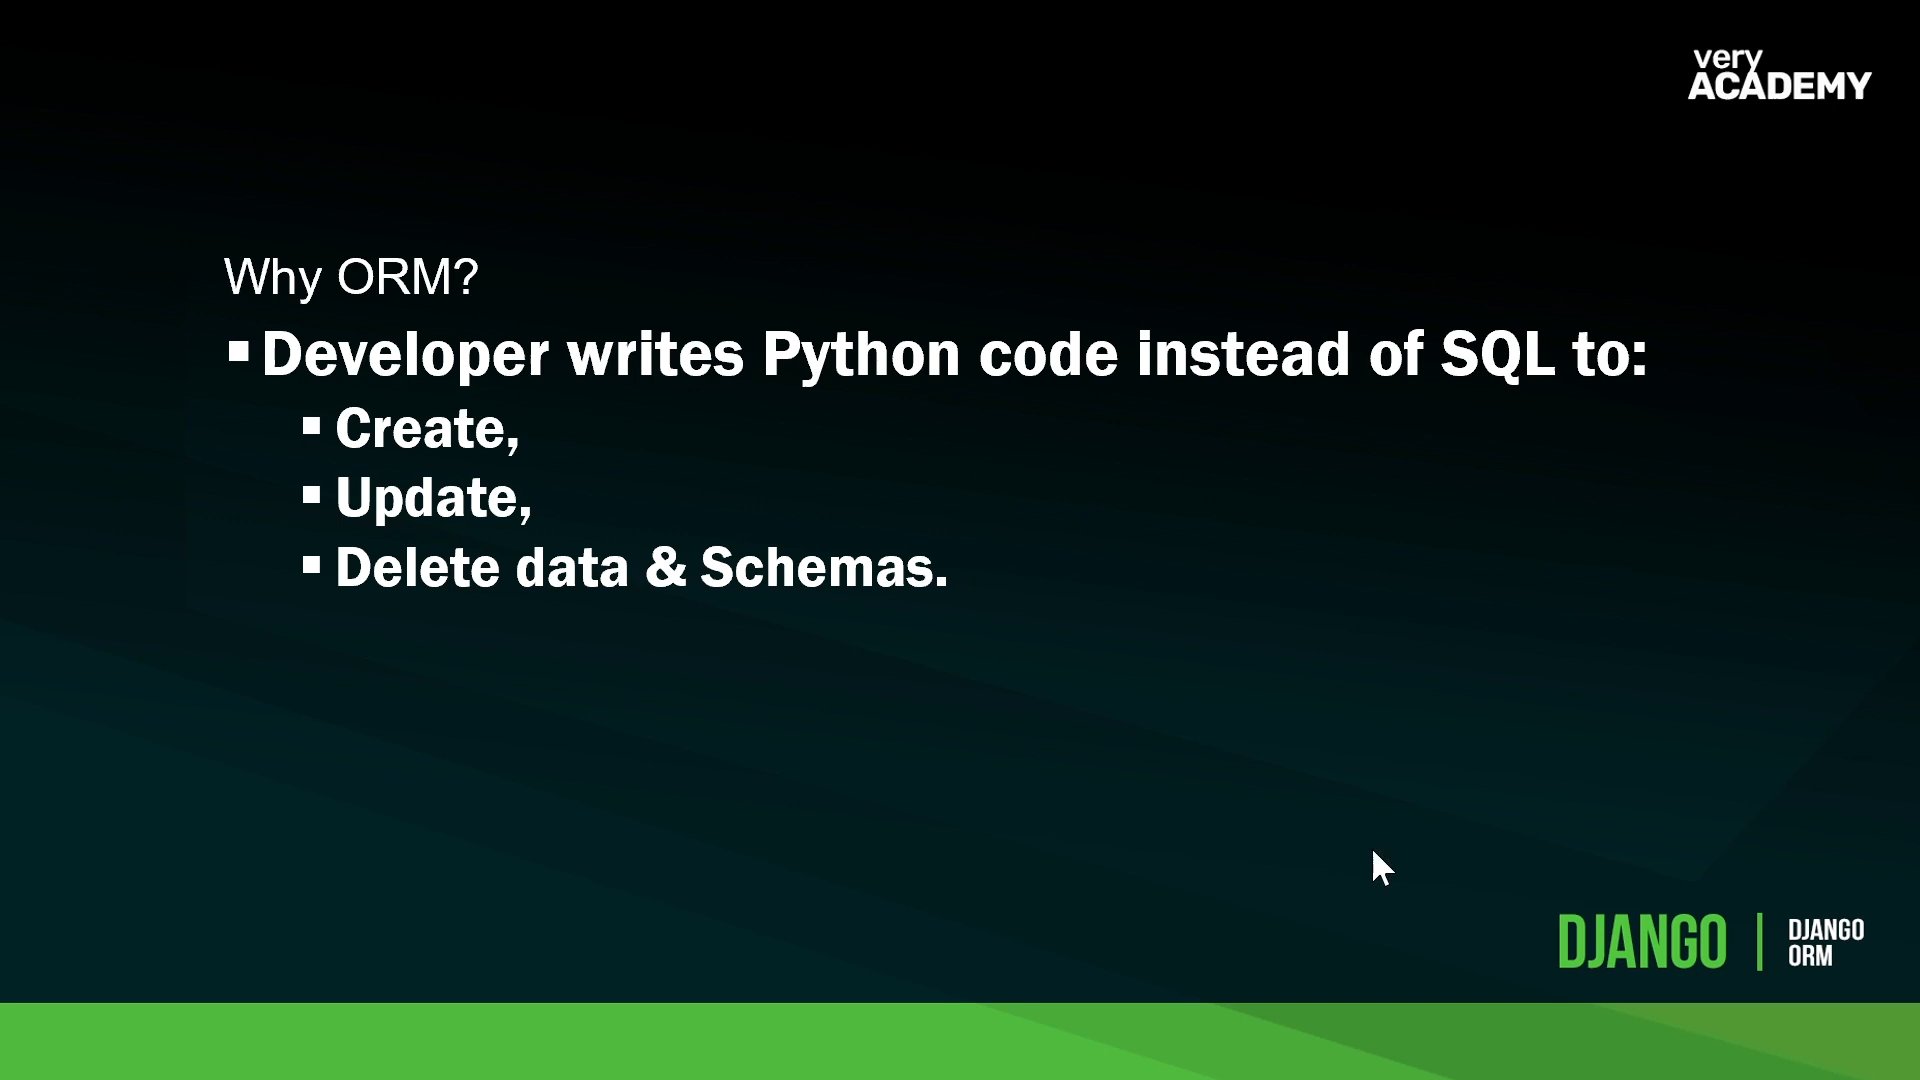 very
ACADEMY
Why ORM?
▪ Developer writes Python code instead of SQL to:
▪ Create,
▪ Update,
▪ Delete data & Schemas.
DJANGO | DJANGO
ORM